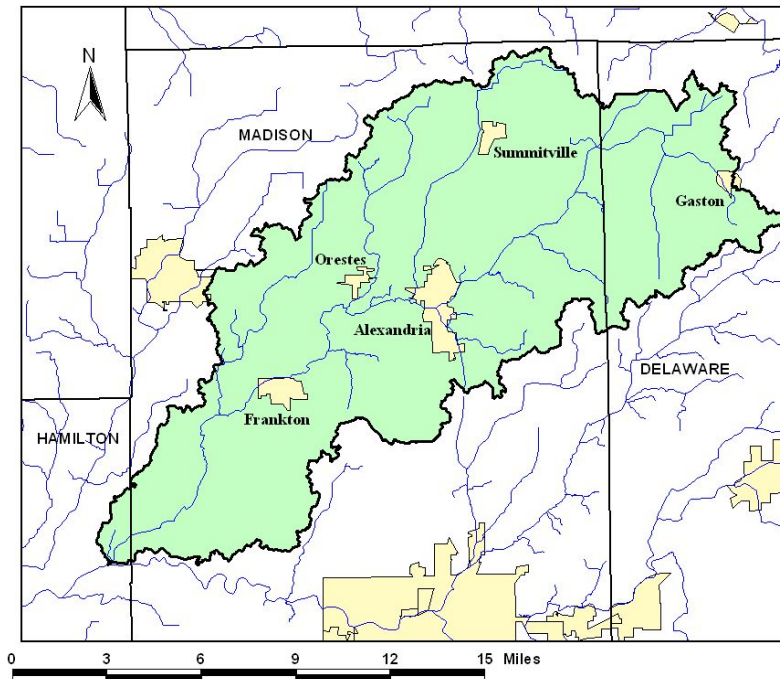 N
MADISON
Summitville
Gaston
Orestes
Alexandria
DELAWARE
Frankton
HAMILTON
0 3 6 9 12 15 Miles